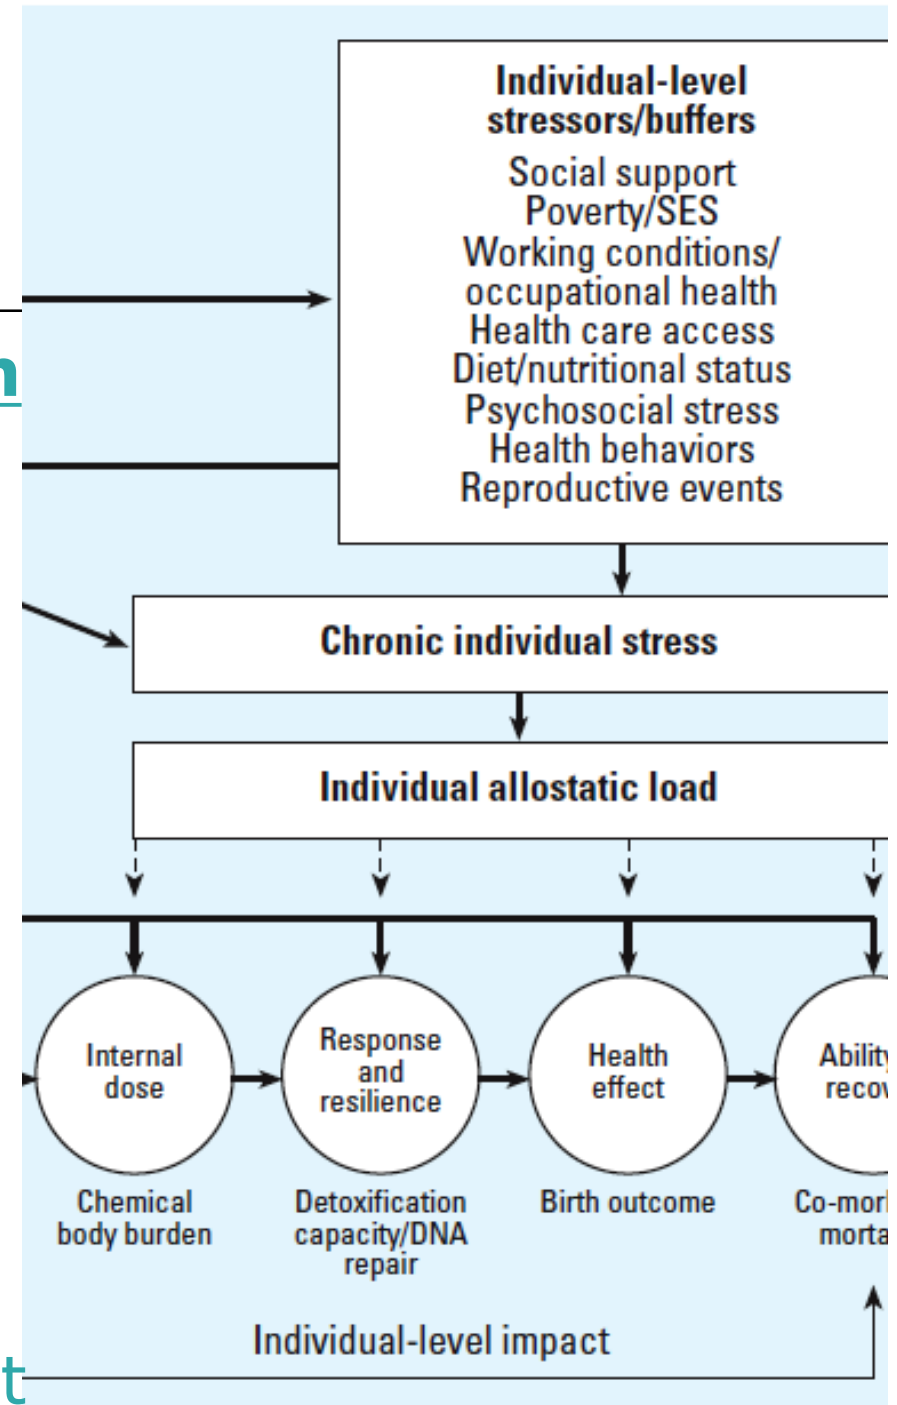 Individual-level
stressors/buffers
Social support
Poverty/SES
Working conditions/
occupational health
Health care access
Diet/nutritional status
Psychosocial stress
Health behaviors
Reproductive events
n
Chronic individual stress
Individual allostatic load
Internal
dose
Response
and
resilience
Health
effect
Chemical
body burden
Detoxification
capacity/DNA
repair
Birth outcome
Individual-level impact
t